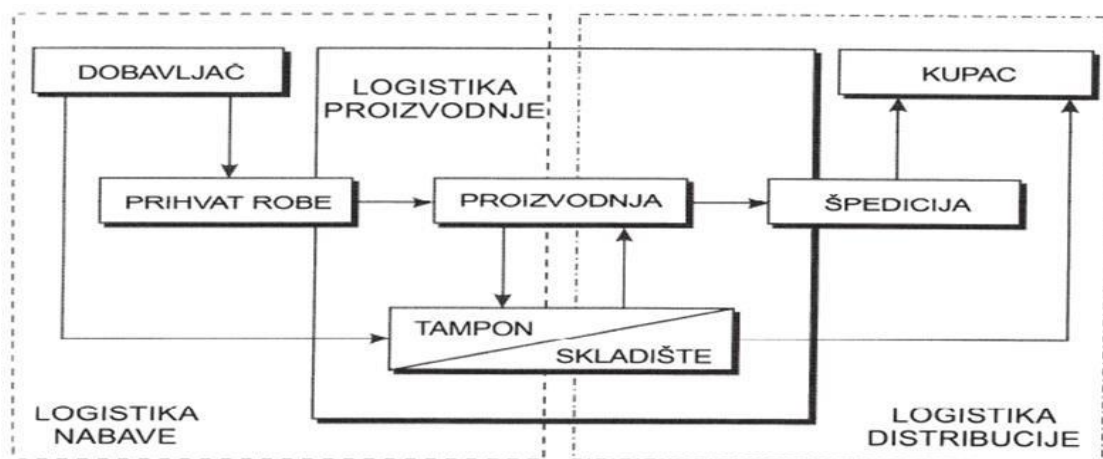 DOBAVLJAČ
LOGISTIKA
PROIZVODNJE
KUPAC
PRIHVAT ROBE
PROIZVODNJA
ŠPEDICIJA
TAMPON
SKLADIŠTE
LOGISTIKA
NABAVE
LOGISTIKA
DISTRIBUCIJE